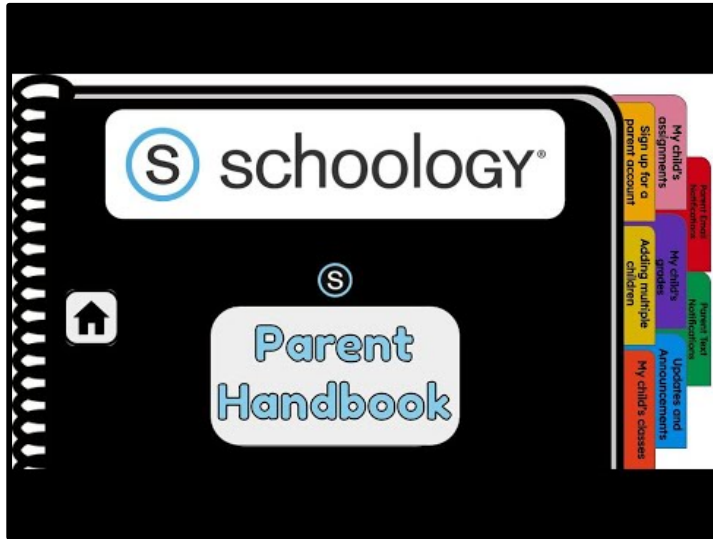 S schoology®
S
Parent
Handbook
Sign up for a
parent account
Adding multiple
children
My child's classes
My child's
assignments
My child's
grades
Updates and
Announcements
Parent Email
Notifications
Parent Text
Notifications